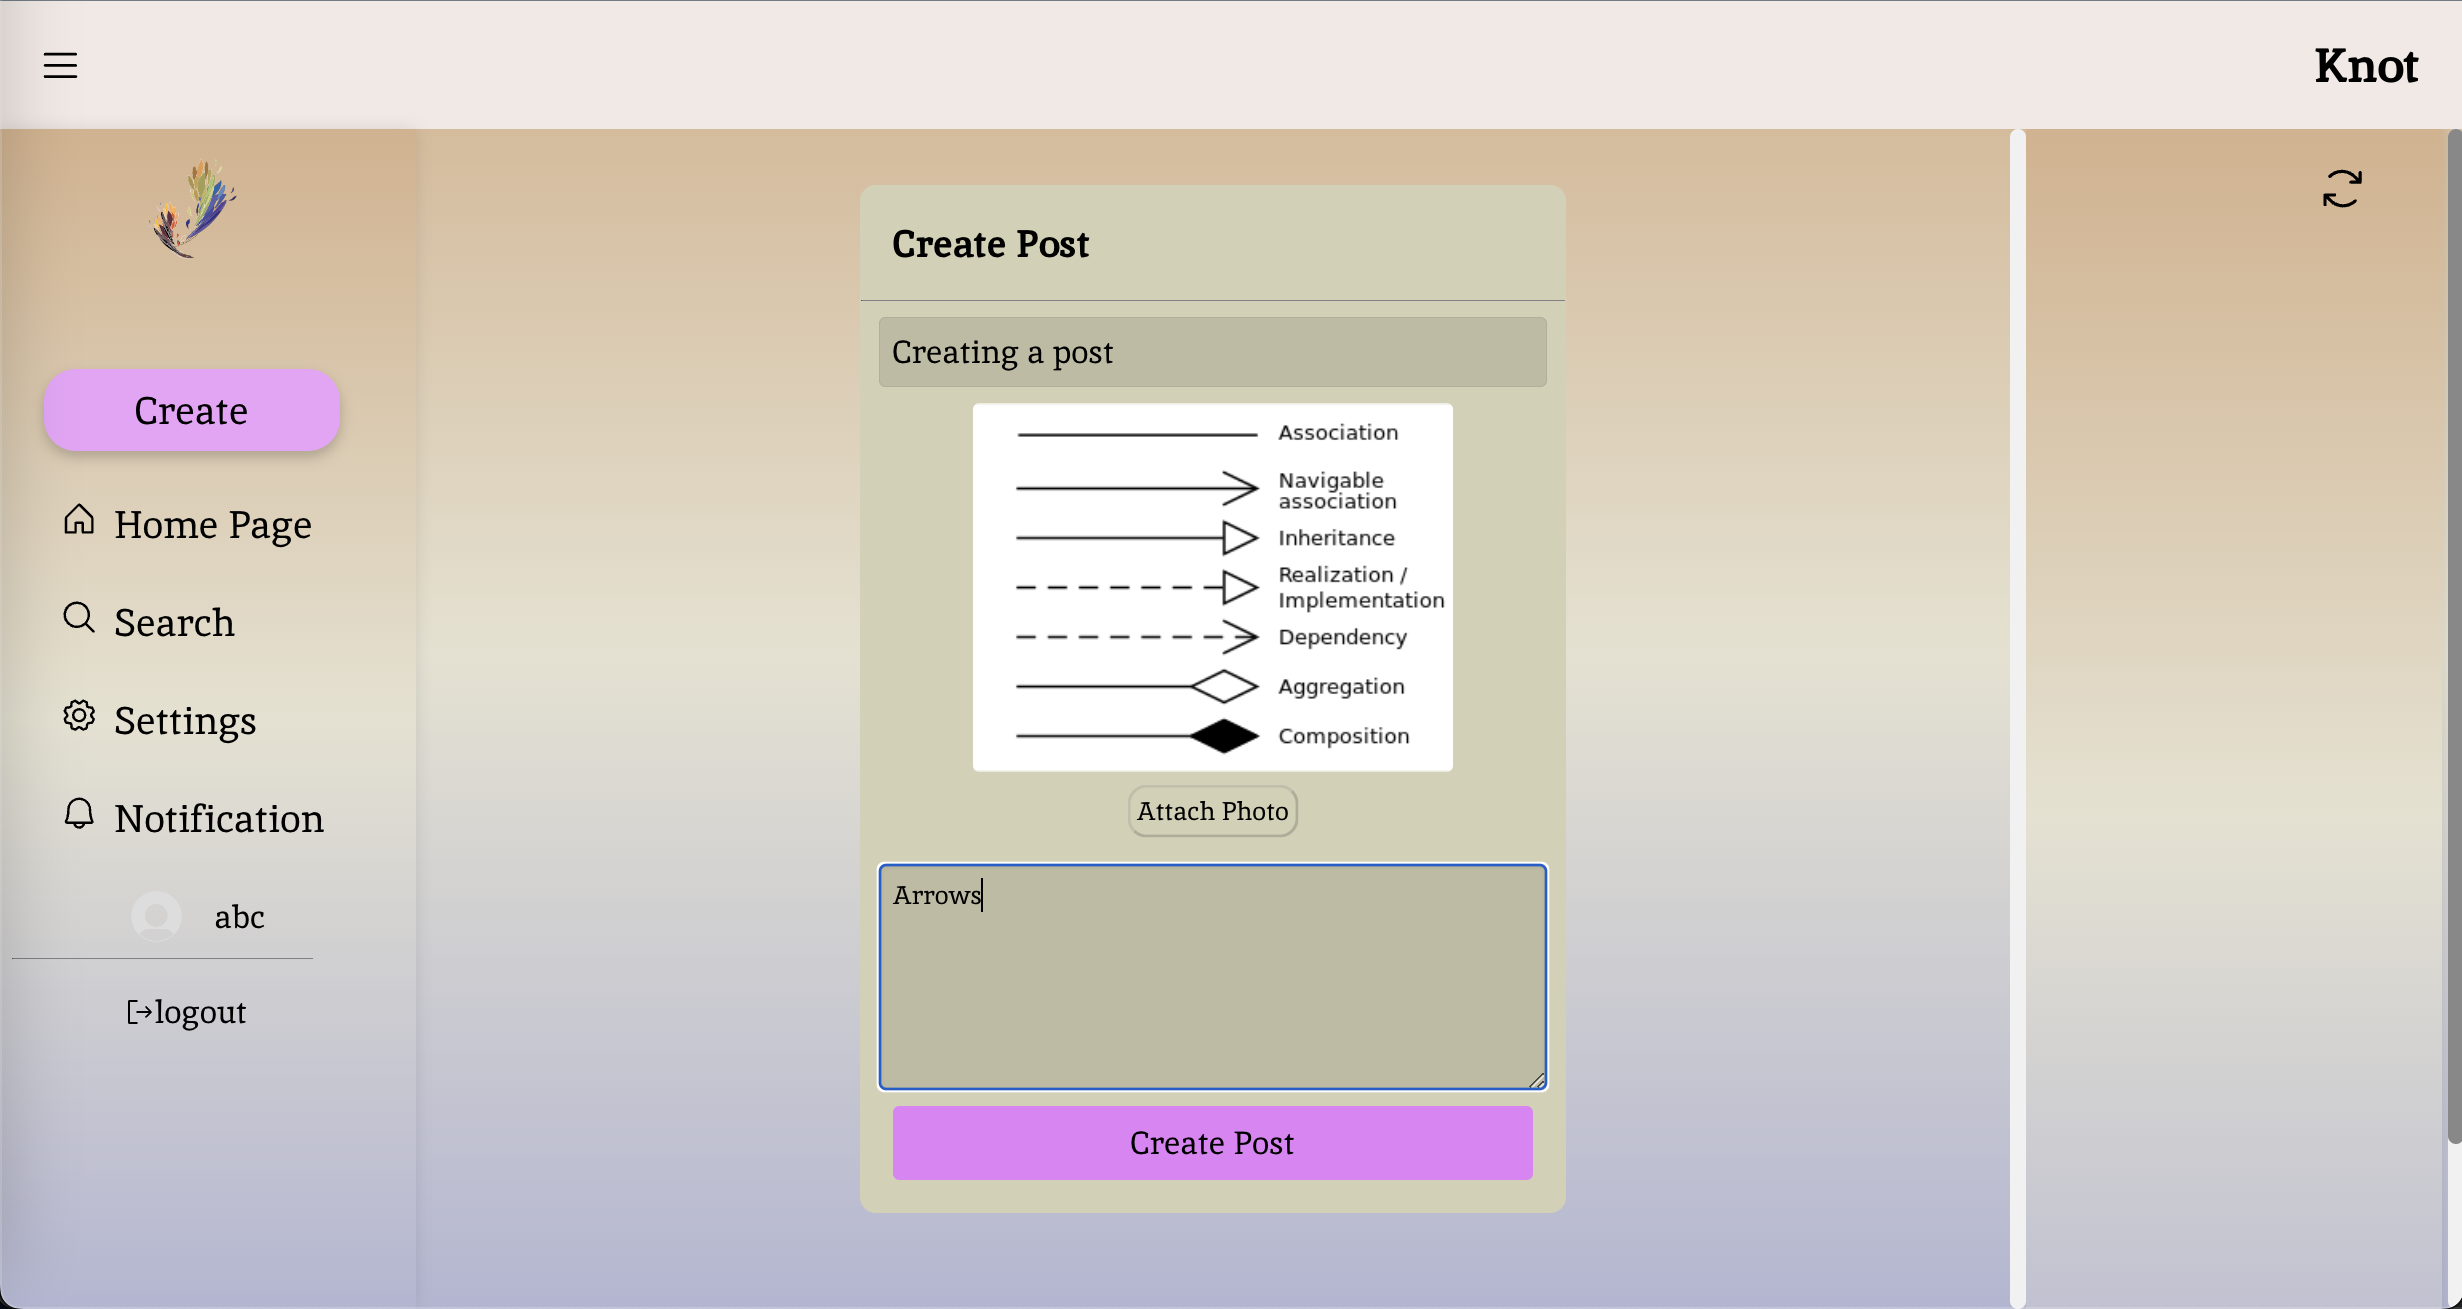 Knot
Create
Home Page
Search
Settings
Notification
abc
logout
Create Post
Creating a post
Association
Navigable
association
Inheritance
Realization /
Implementation
Dependency
Aggregation
Composition
Attach Photo
Arrows
Create Post